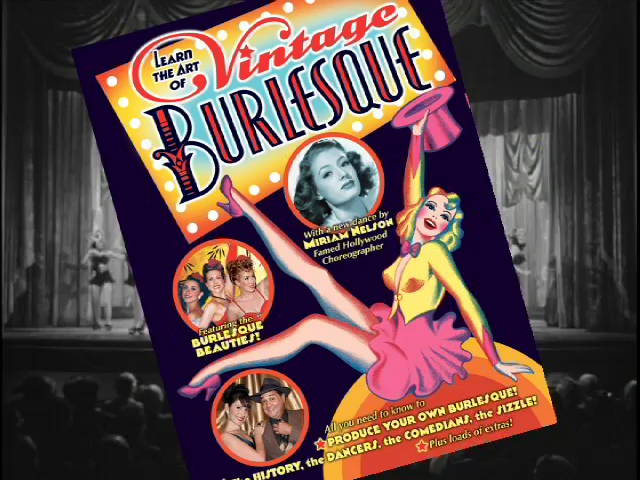 LEARN
THE ART
OF
Vintage
BURLESQUE
With a new dance by
MIRIAM NELSON
Famed Hollywood
Choreographer
Featuring the...
BURLESQUE
BEAUTIES!
All you need to know to
PRODUCE YOUR OWN BURLESQUE!
HISTORY, the DANCERS, the COMEDIANS, the SIZZLE!
Plus loads of extras!